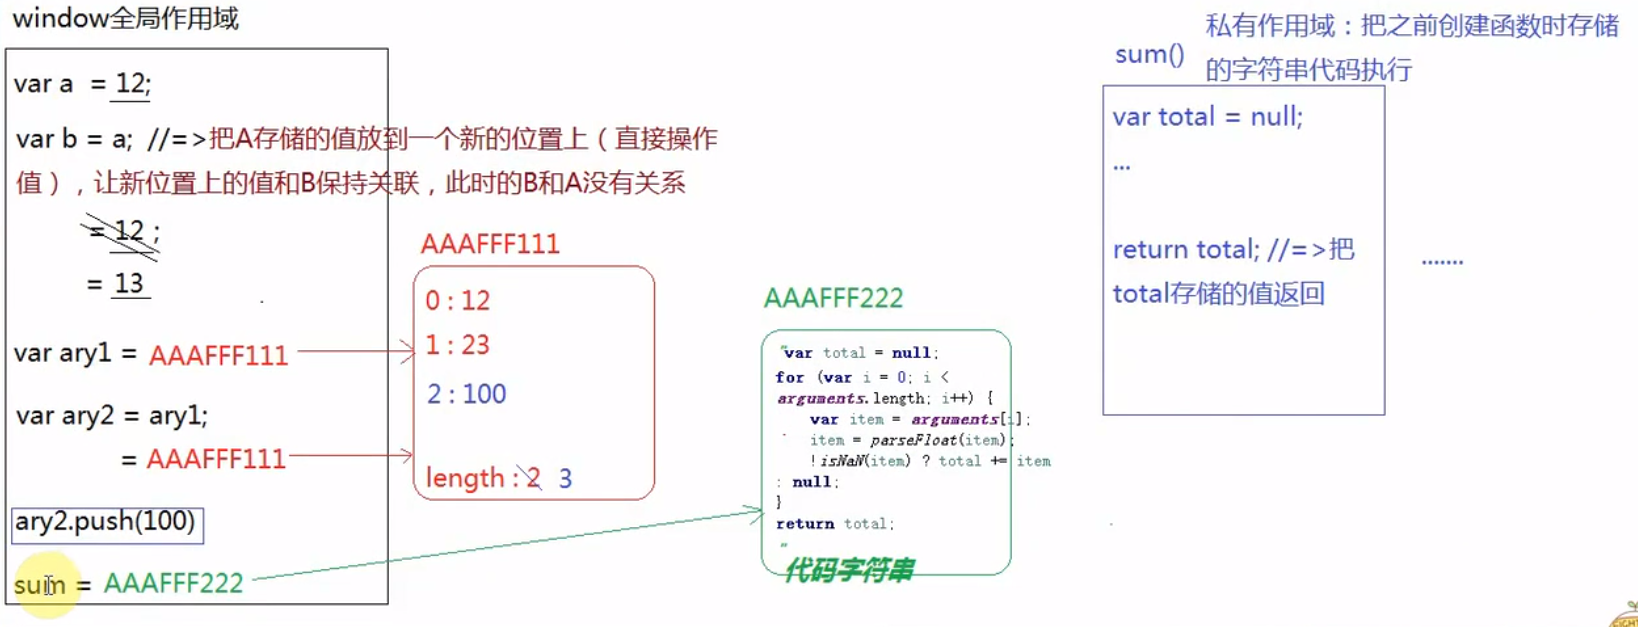 window全局作用域
var a = 12;
var b = a; //=>把A存储的值放到一个新的位置上（直接操作
值），让新位置上的值和B保持关联，此时的B和A没有关系
= 12 ;
= 13
var ary1 = AAAFFF111
var ary2 = ary1;
= AAAFFF111
ary2.push(100)
sum = AAAFFF222
AAAFFF111
0 : 12
1 : 23
2 : 100
length : 2 3
AAAFFF222
"var total = null;
for (var i = 0; i <
arguments.length; i++) {
var item = arguments[i];
item = parseFloat(item);
!isNaN(item) ? total += item
: null;
}
return total;
"
代码字符串
sum()
私有作用域：把之前创建函数时存储
的字符串代码执行
var total = null;
...
return total; //=>把
total存储的值返回
.......